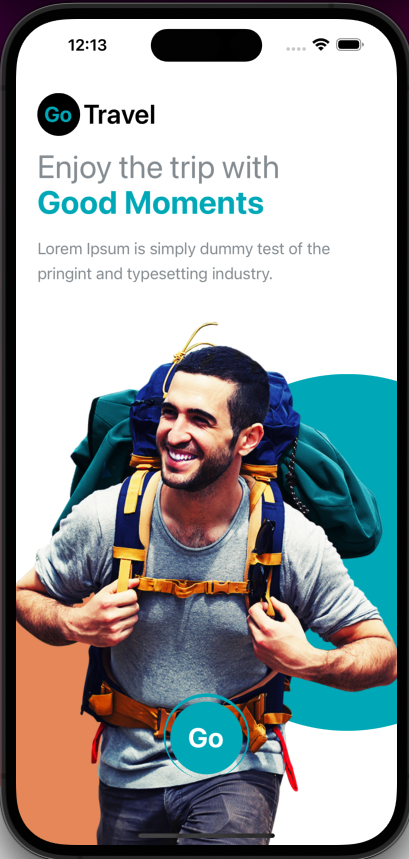 12:13
Go Travel
Enjoy the trip with
Good Moments
Lorem Ipsum is simply dummy test of the
pringint and typesetting industry.
Go